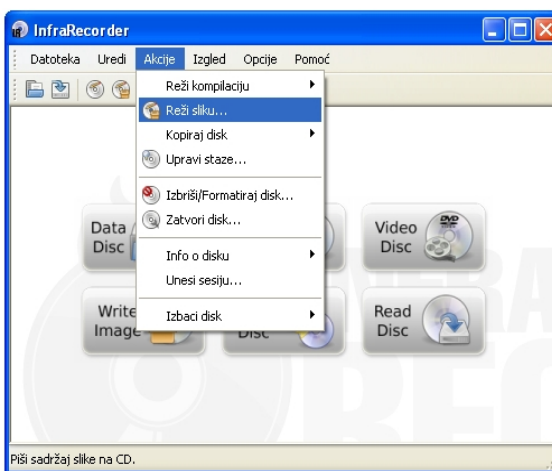 InfraRecorder
Datoteka Uredi Akcije Izgled Opcije Pomoć
Reži kompilaciju
Reži sliku...
Kopiraj disk
Upravi staze...
Izbriši/Formatiraj disk...
Zatvori disk...
Info o disku
Unesi sesiju...
Izbaci disk
Data
Disc
Video
Disc
Write
Image
Disc
Read
Disc
Piši sadržaj slike na CD.